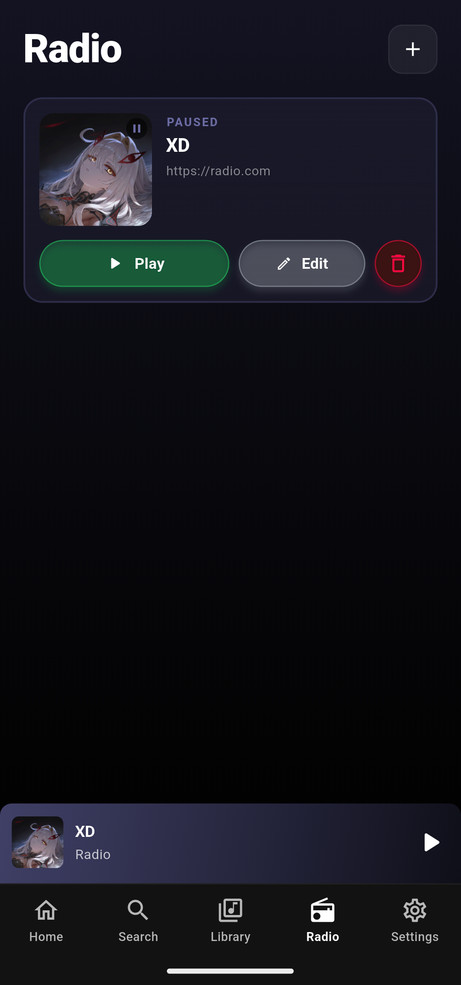 Radio
PAUSED
XD
https://radio.com
Play
Edit
XD
Radio
Home
Search
Library
Radio
Settings